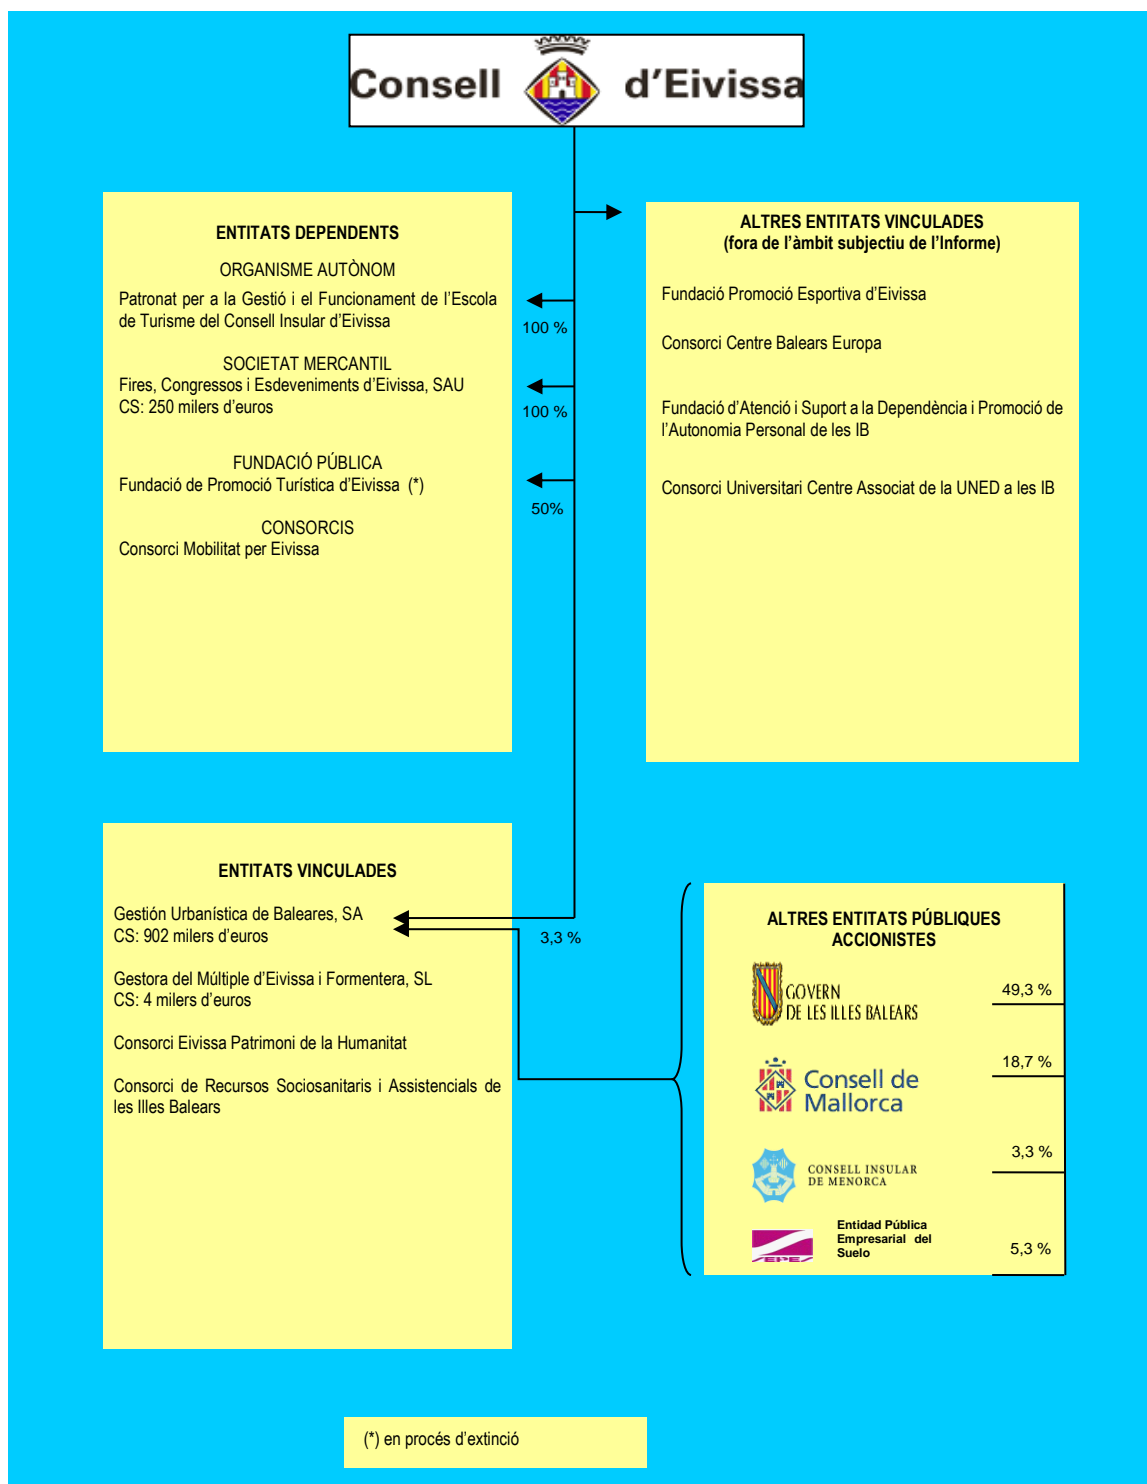 Consell d'Eivissa
ENTITATS DEPENDENTS
ORGANISME AUTÒNOM
Patronat per a la Gestió i el Funcionament de l'Escola
de Turisme del Consell Insular d'Eivissa
100 %
SOCIETAT MERCANTIL
Fires, Congressos i Esdeveniments d'Eivissa, SAU
CS: 250 milers d'euros
100 %
FUNDACIÓ PÚBLICA
Fundació de Promoció Turística d'Eivissa (*)
50%
CONSORCIS
Consorci Mobilitat per Eivissa
ALTRES ENTITATS VINCULADES
(fora de l'àmbit subjectiu de l'Informe)
Fundació Promoció Esportiva d'Eivissa
Consorci Centre Balears Europa
Fundació d'Atenció i Suport a la Dependència i Promoció de
l'Autonomia Personal de les IB
Consorci Universitari Centre Associat de la UNED a les IB
ENTITATS VINCULADES
Gestión Urbanística de Baleares, SA
CS: 902 milers d'euros
3,3 %
Gestora del Múltiple d'Eivissa i Formentera, SL
CS: 4 milers d'euros
Consorci Eivissa Patrimoni de la Humanitat
Consorci de Recursos Sociosanitaris i Assistencials de
les Illes Balears
ALTRES ENTITATS PÚBLIQUES
ACCIONISTES
GOVERN
DE LES ILLES BALEARS
49,3 %
Consell de
Mallorca
18,7 %
CONSELL INSULAR
DE MENORCA
3,3 %
SEPES
Entidad Pública
Empresarial del
Suelo
5,3 %
(*) en procés d'extinció